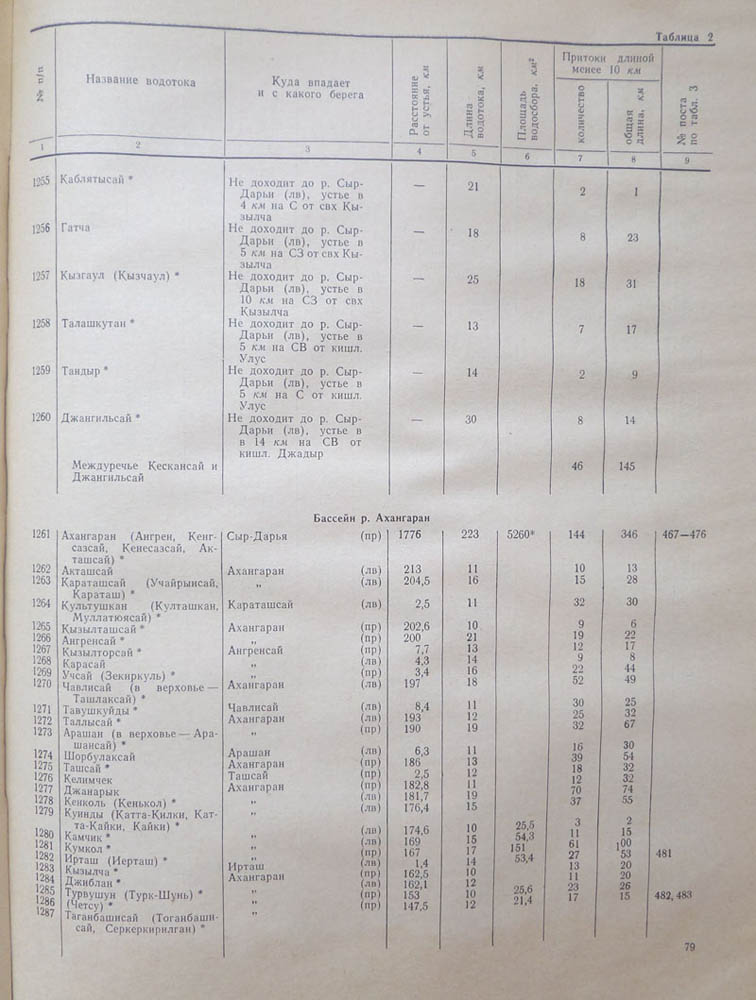 Таблица 2
№ п/п Название водотока Куда впадает и с какого берега Расстояние от устья, км Длина водотока, км Площадь водосбора, км² Притоки длиной менее 10 км количество общая длина, км № поста по табл. 3
1 2 3 4 5 6 7 8 9
1255 Каблятысай * Не доходит до р. Сыр- — 21 2 1
Дарьи (лв), устье в
4 км на С от свх Кы-
зылча
1256 Гатча Не доходит до р. Сыр- — 18 8 23
Дарьи (лв), устье в
5 км на СЗ от свх Кы-
зылча
1257 Кызгаул (Кызчаул) * Не доходит до р. Сыр- — 25 18 31
Дарьи (лв), устье в
10 км на СЗ от свх
Кызылча
1258 Талашкутан * Не доходит до р. Сыр- — 13 7 17
Дарьи (лв), устье в
5 км на СВ от кишл.
Улус
1259 Тандыр * Не доходит до р. Сыр- — 14 2 9
Дарьи (лв), устье в
5 км на С от кишл.
Улус
1260 Джангильсай * Не доходит до р. Сыр- — 30 8 14
Дарьи (лв), устье в
в 14 км на СВ от
кишл. Джадыр
Междуречье Кескансай и 46 145
Джангильсай
Бассейн р. Ахангаран
1261 Ахангаран (Ангрен, Кенг- Сыр-Дарья (пр) 1776 223 5260* 144 346 467—476
сазсай, Кенесазсай, Ак-
ташсай) *
1262 Акташсай Ахангаран (лв) 213 11 10 13
1263 Караташсай (Учайрынсай, „ (лв) 204,5 16 15 28
Караташ) *
1264 Культушкан (Култашкан, Караташсай (лв) 2,5 11 32 30
Муллатюясай) *
1265 Кызылташсай * Ахангаран (пр) 202,6 10 9 6
1266 Ангренсай * „ (пр) 200 21 19 22
1267 Кызылторсай * Ангренсай (пр) 7,7 13 12 17
1268 Карасай „ (лв) 4,3 14 9 8
1269 Учсай (Зекиркуль) * „ (пр) 3,4 16 22 44
1270 Чавлисай (в верховье — Ахангаран (лв) 197 18 52 49
Ташлаксай) *
1271 Тавушкуйды * Чавлисай (лв) 8,4 11 30 25
1272 Таллысай * Ахангаран (лв) 193 12 25 32
1273 Арашан (в верховье — Ара- „ (пр) 190 19 32 67
шансай) *
1274 Шорбулаксай Арашан (лв) 6,3 11 16 30
1275 Ташсай * Ахангаран (пр) 186 13 39 54
1276 Келимчек Ташсай (пр) 2,5 12 18 32
1277 Джанарык Ахангаран (пр) 182,8 11 12 32
1278 Кенколь (Кенькол) * „ (лв) 181,7 19 70 74
1279 Куинды (Катта-Қилки, Кат- „ (лв) 176,4 15 37 55
та-Кайки, Кайки) *
1280 Камчик * „ (лв) 174,6 10 25,5 3 2
1281 Кумкол * „ (лв) 169 15 54,3 11 15
1282 Ирташ (Иерташ) * „ (пр) 167 17 151 61 100 481
1283 Кызылча * Ирташ (лв) 1,4 14 53,4 27 53
1284 Джиблан * Ахангаран (пр) 162,5 10 13 20
1285 Турвушун (Турк-Шунь) * „ (лв) 162,1 12 11 20
1286 (Четсу) * „ (пр) 153 10 25,6 23 26
1287 Таганбашисай (Тоганбаши- „ (пр) 147,5 12 21,4 17 15 482, 483
сай, Серкеркирилган) *
79